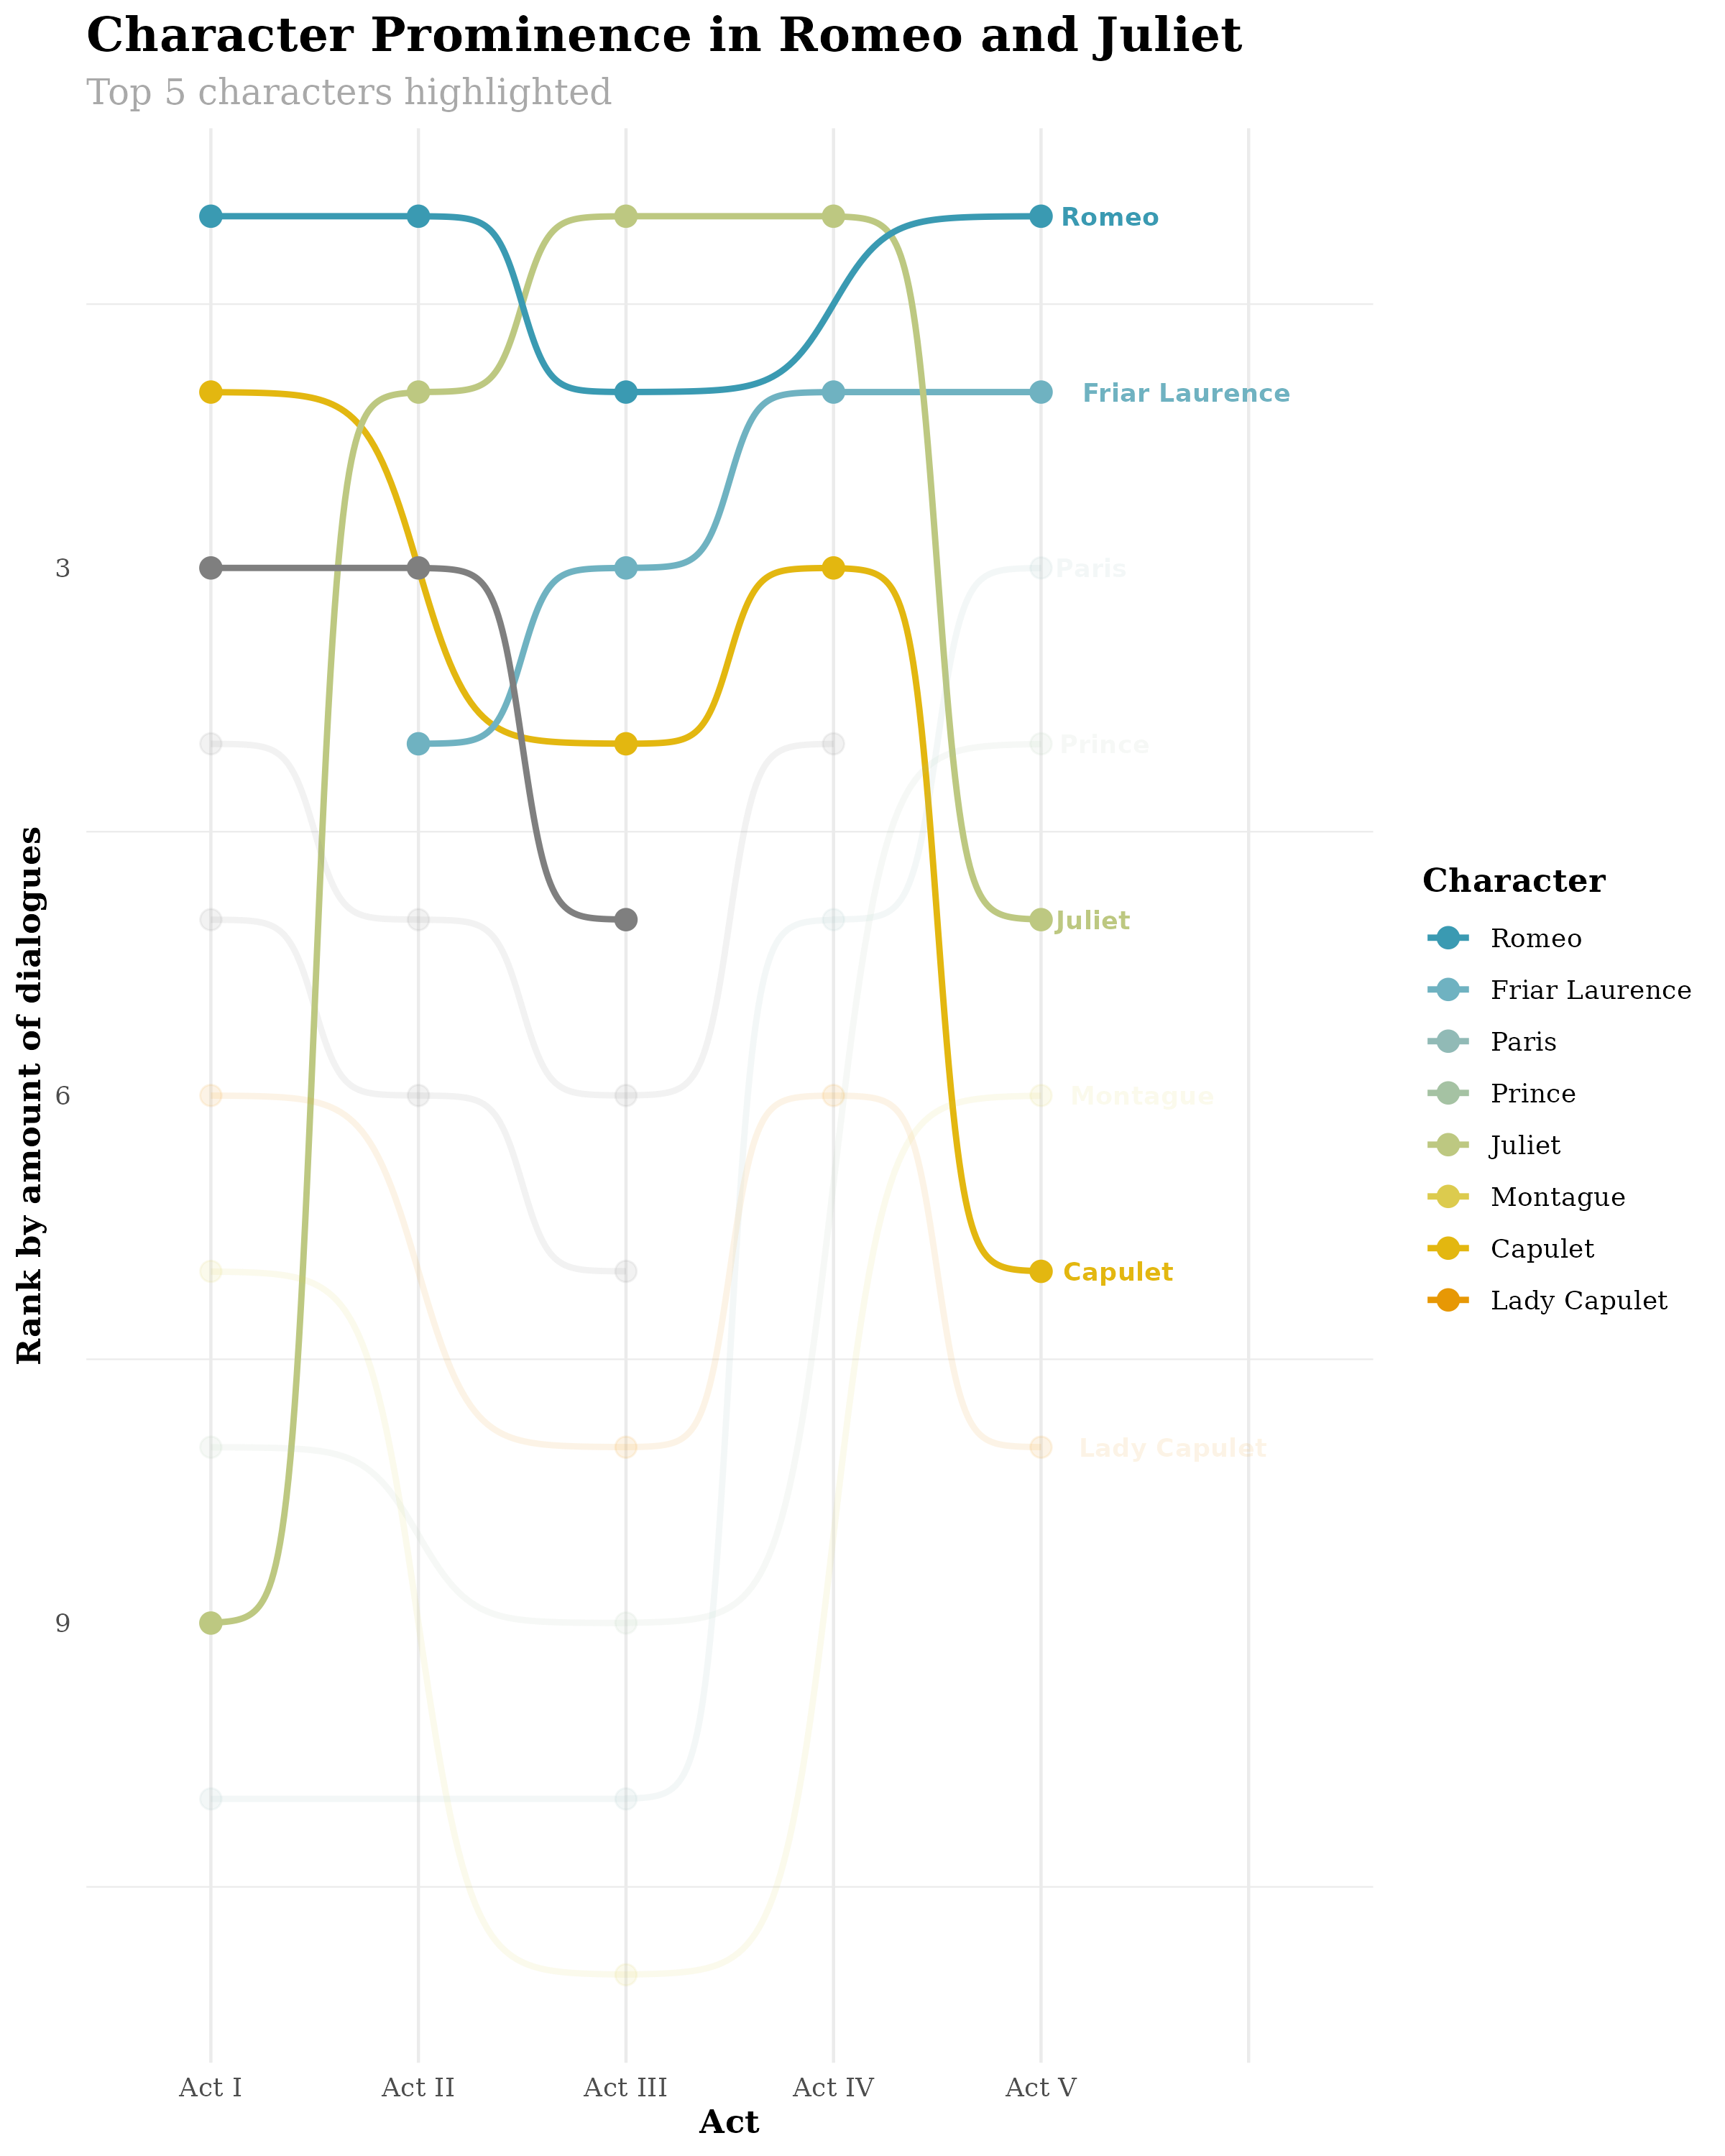 Character Prominence in Romeo and Juliet
Top 5 characters highlighted
Rank by amount of dialogues
3
6
9
Romeo
Friar Laurence
Paris
Prince
Juliet
Montague
Capulet
Lady Capulet
Act I
Act II
Act III
Act IV
Act V
Act
Character
Romeo
Friar Laurence
Paris
Prince
Juliet
Montague
Capulet
Lady Capulet